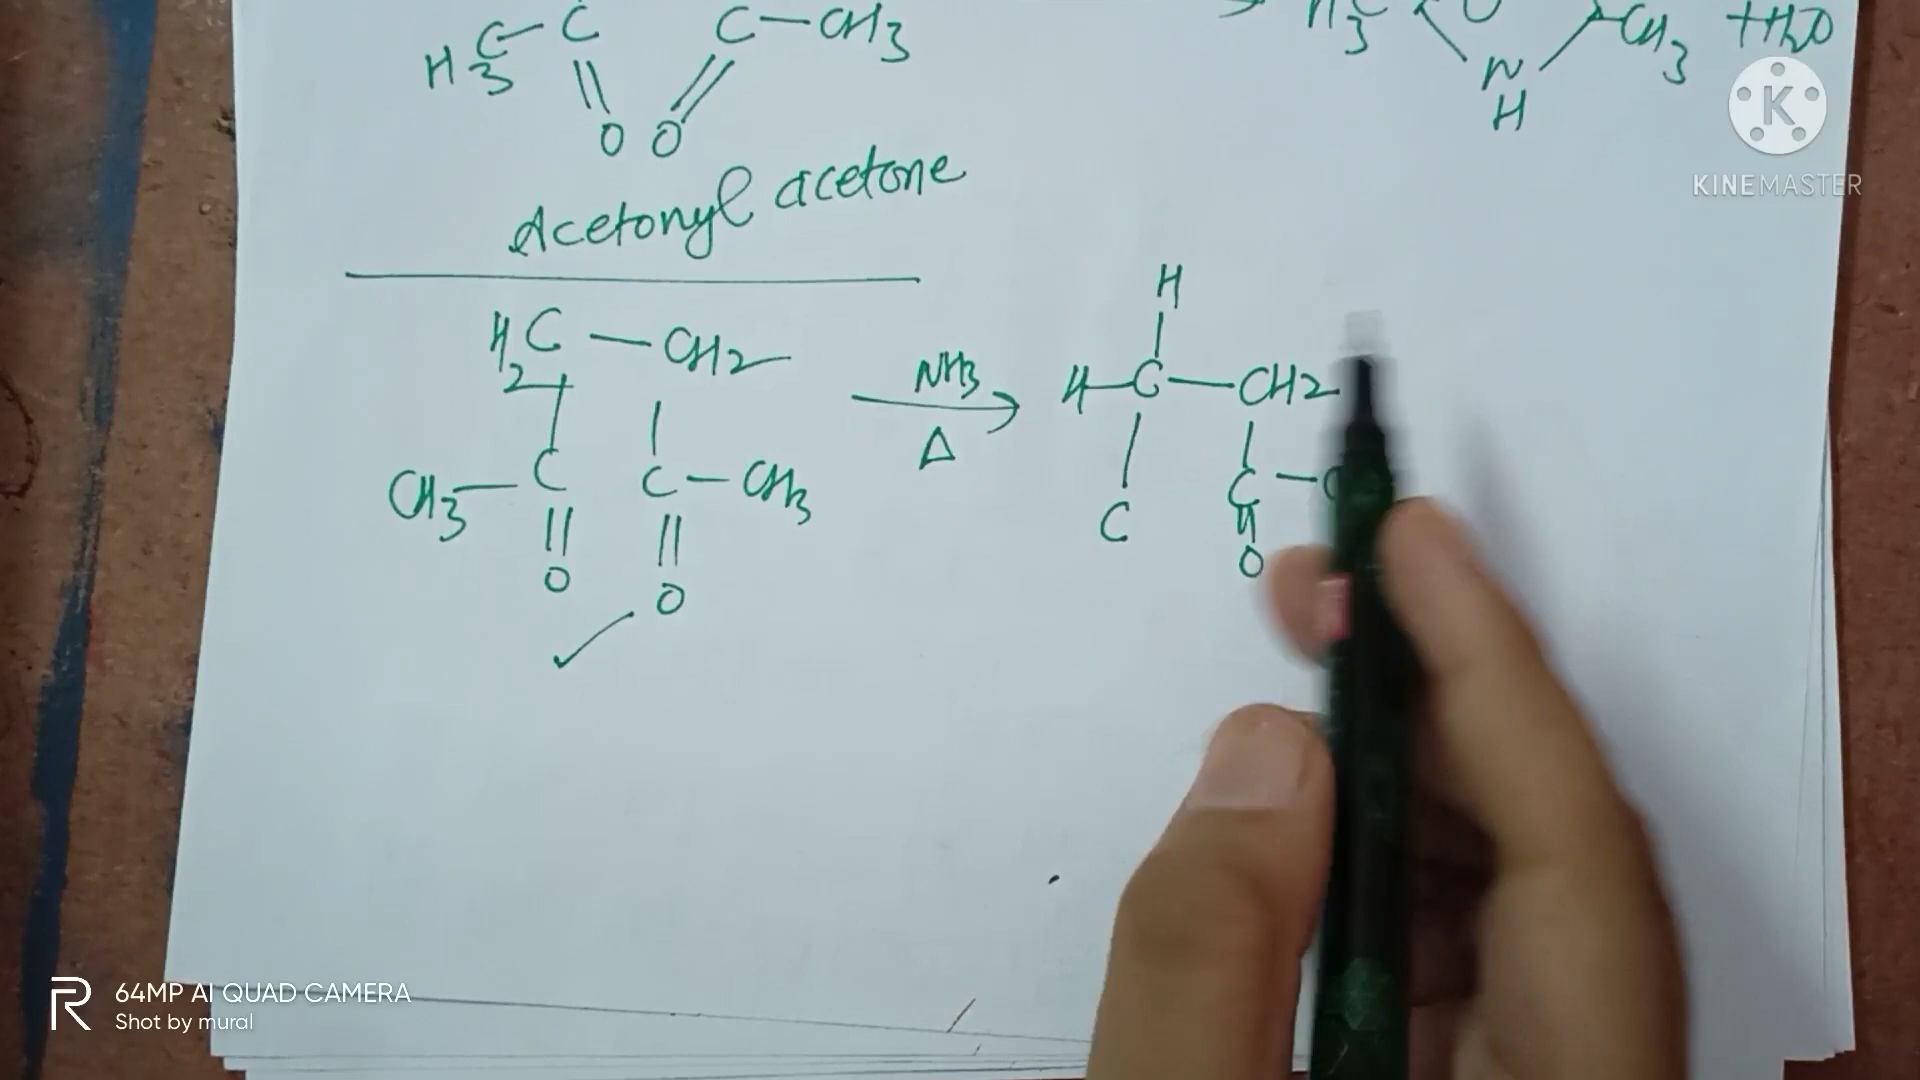 H3C–C C–CH3
O O
H3C CH3 +H2O
N
H
KINEMASTER
Acetonyl acetone
H2C–CH2
CH3–C C–CH3
O O
NH3
Δ
H
H–C–CH2
C C–C
O
64MP AI QUAD CAMERA
Shot by mural